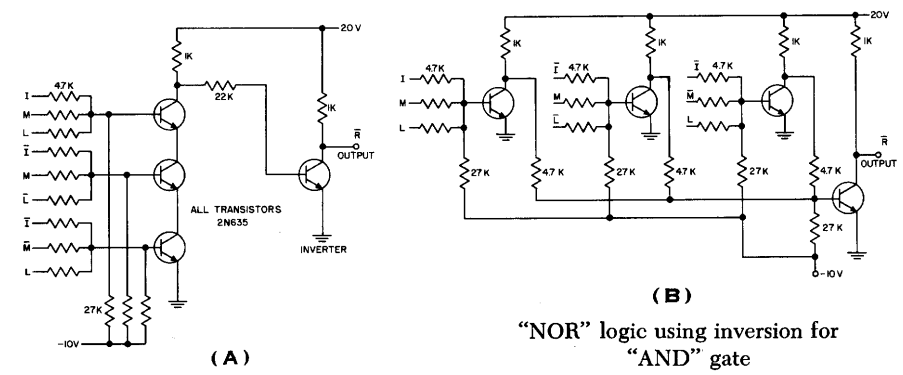 20V
1K
4.7K
22K
1K
I
M
L
R̅
OUTPUT
I̅
M
L̅
ALL TRANSISTORS
2N635
I̅
M̅
L
INVERTER
27K
-10V
(A)
20V
1K
1K
1K
1K
4.7K
I
M
L
I̅
4.7K
M
L̅
I̅
4.7K
M̅
L
R̅
OUTPUT
27K
4.7K
27K
4.7K
27K
4.7K
27K
-10V
(B)
"NOR" logic using inversion for
"AND" gate